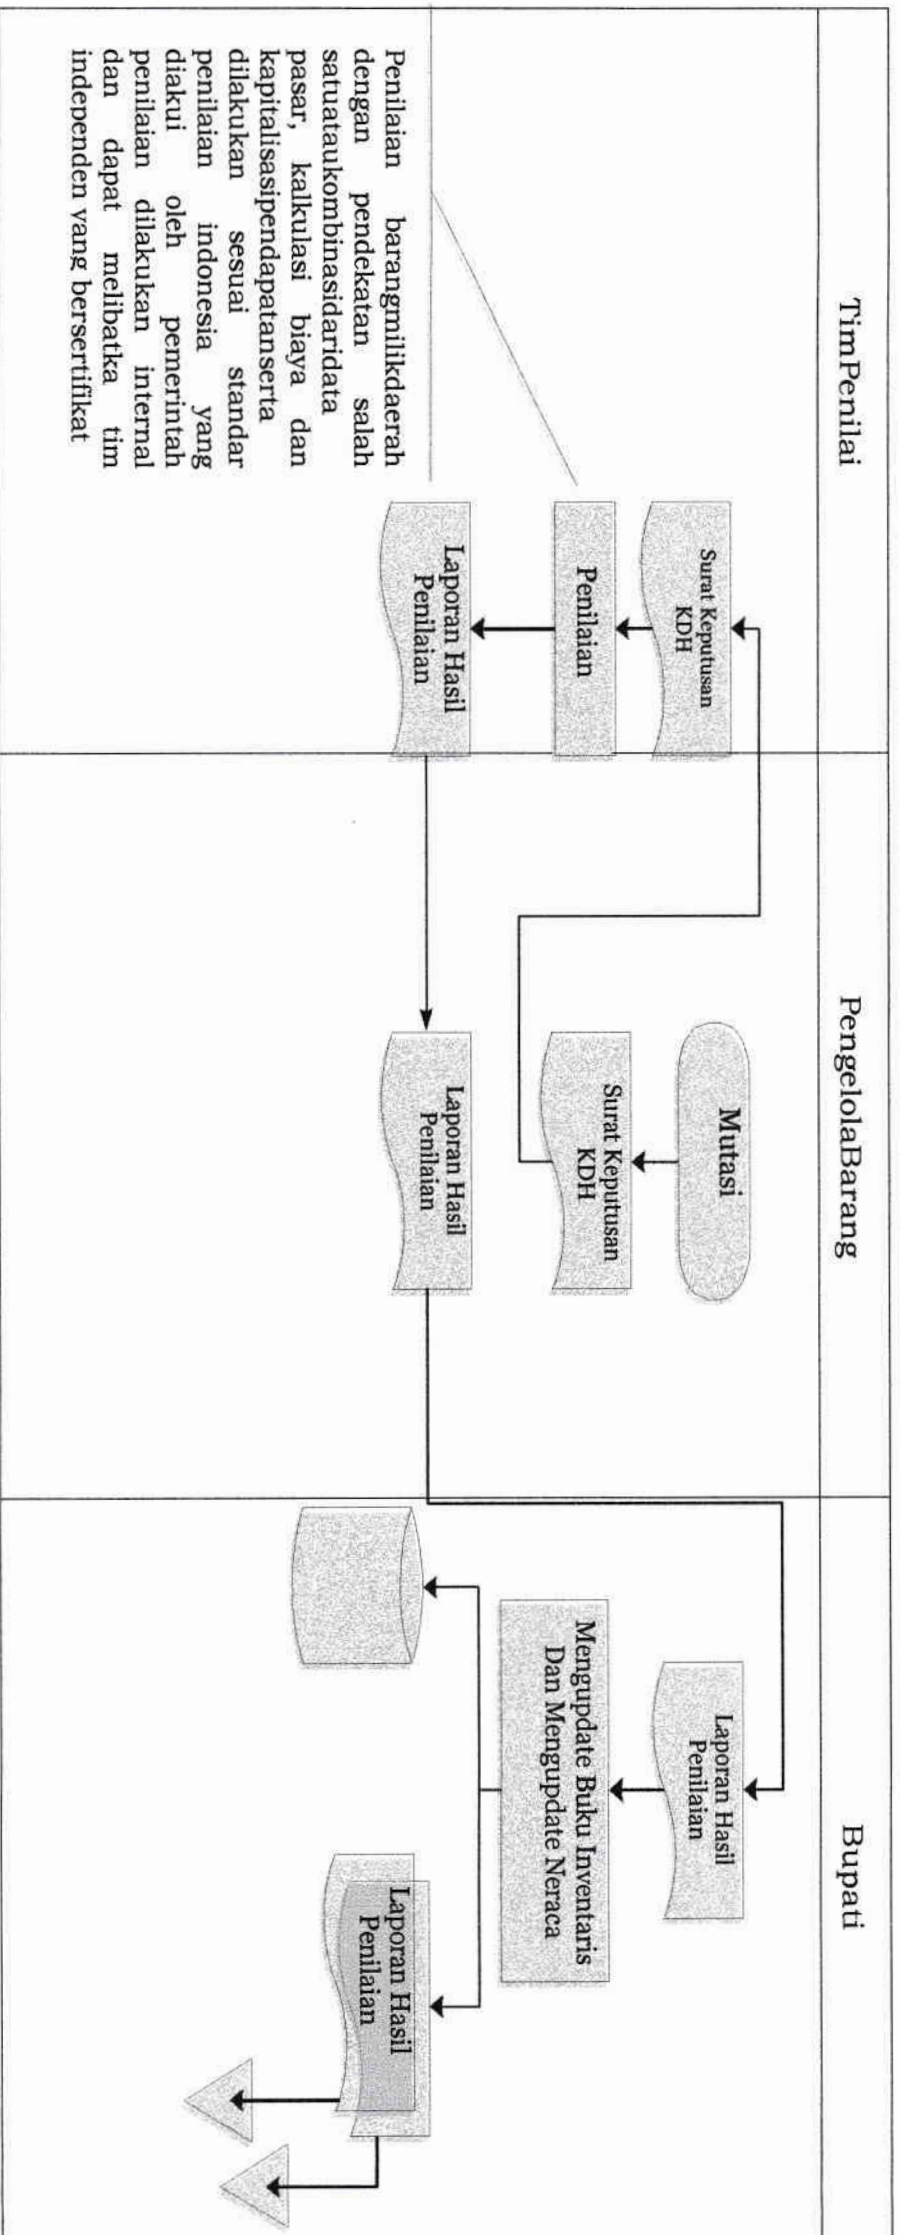 TimPenilai
PengelolaBarang
Bupati
Surat Keputusan
KDH
Penilaian
Laporan Hasil
Penilaian
Penilaian barangmilikdaerah
dengan pendekatan salah
satuataukombinasidaridata
pasar, kalkulasi biaya dan
kapitalisasipendapatanserta
dilakukan sesuai standar
penilaian indonesia yang
diakui oleh pemerintah
penilaian dilakukan internal
dan dapat melibatka tim
independen yang bersertifikat
Mutasi
Surat Keputusan
KDH
Laporan Hasil
Penilaian
Laporan Hasil
Penilaian
Mengupdate Buku Inventaris
Dan Mengupdate Neraca
Laporan Hasil
Penilaian